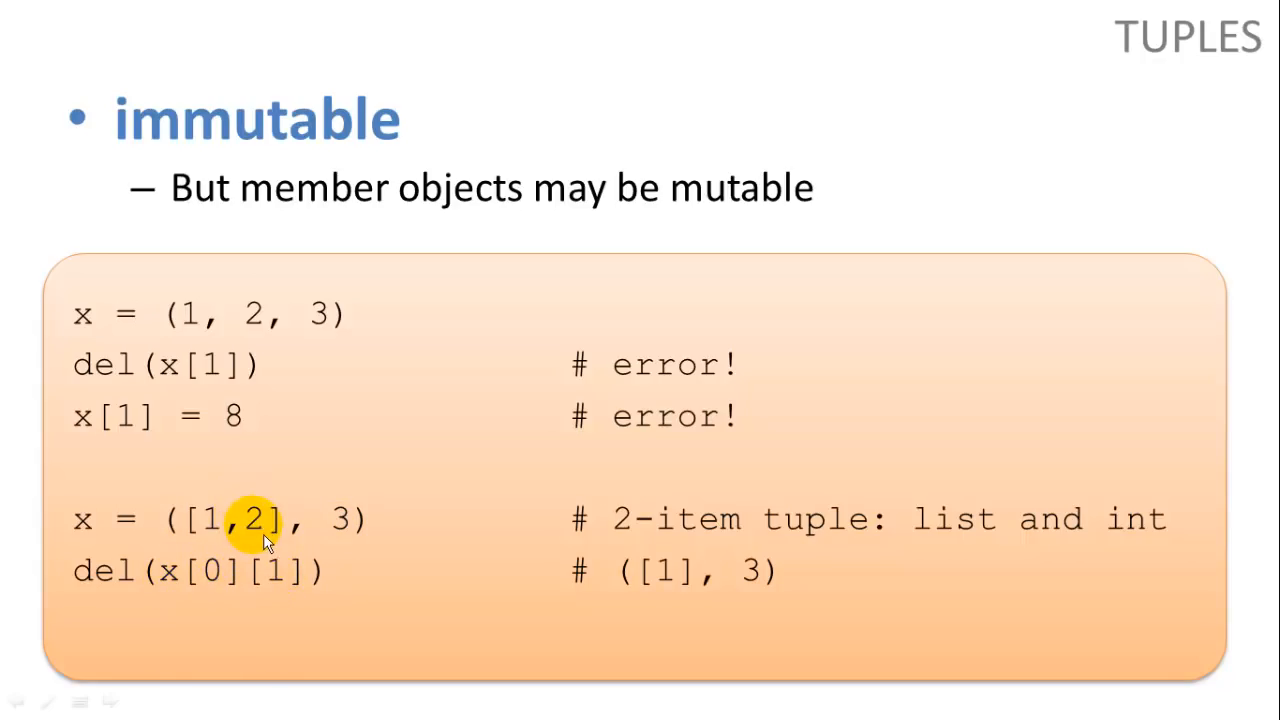 TUPLES
• immutable
– But member objects may be mutable
x = (1, 2, 3)
del(x[1]) # error!
x[1] = 8 # error!
x = ([1,2], 3) # 2-item tuple: list and int
del(x[0][1]) # ([1], 3)